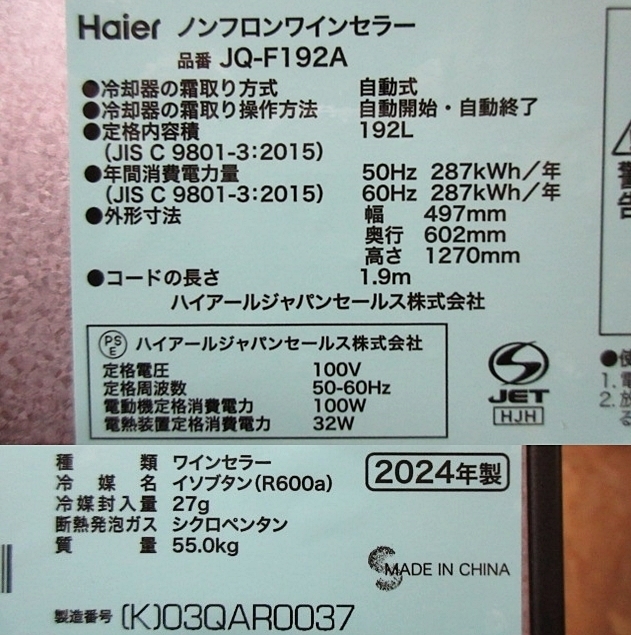 Haier ノンフロンワインセラー
品番 JQ-F192A
●冷却器の霜取り方式 自動式
●冷却器の霜取り操作方法 自動開始・自動終了
●定格内容積 192L
(JIS C 9801-3:2015)
●年間消費電力量 50Hz 287kWh/年
(JIS C 9801-3:2015) 60Hz 287kWh/年
●外形寸法 幅 497mm
奥行 602mm
高さ 1270mm
●コードの長さ 1.9m
ハイアールジャパンセールス株式会社
PSE ハイアールジャパンセールス株式会社
定格電圧 100V
定格周波数 50-60Hz
電動機定格消費電力 100W
電熱装置定格消費電力 32W
JET
HJH
警告
●使
1. 電
2. 放
る
種類 ワインセラー
冷媒名 イソブタン(R600a)
冷媒封入量 27g
断熱発泡ガス シクロペンタン
質量 55.0kg
2024年製
MADE IN CHINA
製造番号 (K)03QAR0037